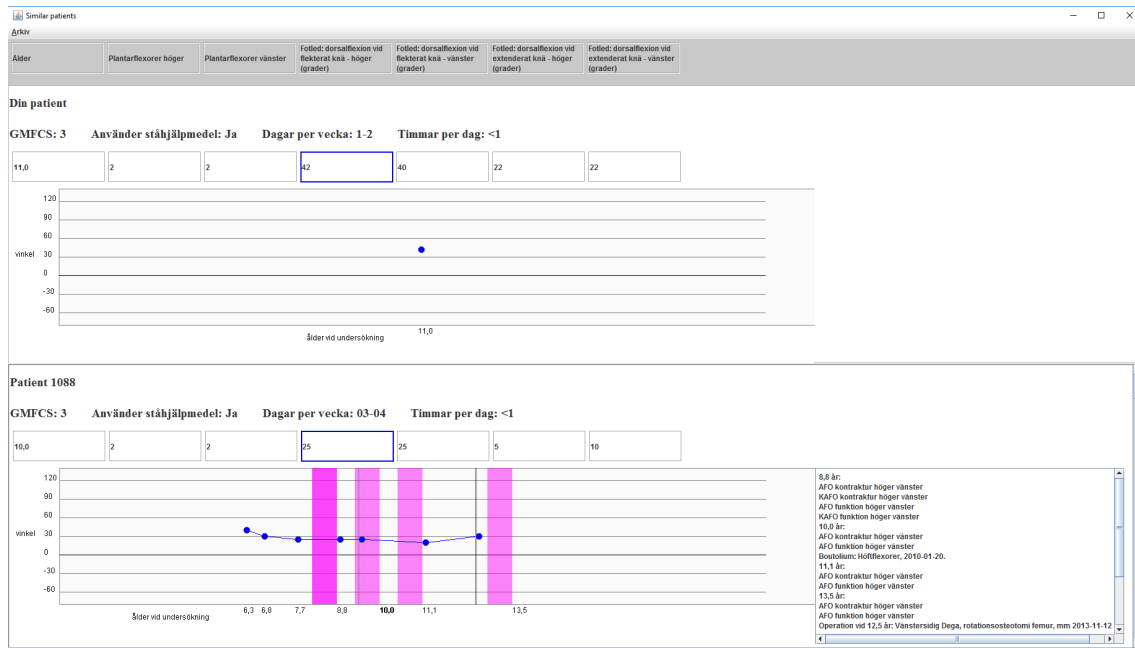 Similar patients
Arkiv
Ålder
Plantarflexorer höger
Plantarflexorer vänster
Fotled: dorsalflexion vid
flekterat knä - höger
(grader)
Fotled: dorsalflexion vid
flekterat knä - vänster
(grader)
Fotled: dorsalflexion vid
extenderat knä - höger
(grader)
Fotled: dorsalflexion vid
extenderat knä - vänster
(grader)
Din patient
GMFCS: 3 Använder ståhjälpmedel: Ja Dagar per vecka: 1-2 Timmar per dag: <1
11,0 2 2 42 40 22 22
120
90
60
vinkel 30
0
-30
-60
11,0
ålder vid undersökning
Patient 1088
GMFCS: 3 Använder ståhjälpmedel: Ja Dagar per vecka: 03-04 Timmar per dag: <1
10,0 2 2 25 25 5 10
120
90
60
vinkel 30
0
-30
-60
6,3 6,8 7,7 8,8 10,0 11,1 13,5
ålder vid undersökning
8,8 år:
AFO kontraktur höger vänster
KAFO kontraktur höger vänster
AFO funktion höger vänster
KAFO funktion höger vänster
10,0 år:
AFO kontraktur höger vänster
AFO funktion höger vänster
Boutolium: Höftflexorer, 2010-01-20.
11,1 år:
AFO kontraktur höger vänster
AFO funktion höger vänster
13,5 år:
AFO kontraktur höger vänster
AFO funktion höger vänster
Operation vid 12,5 år: Vänstersidig Dega, rotationsosteotomi femur, mm 2013-11-12